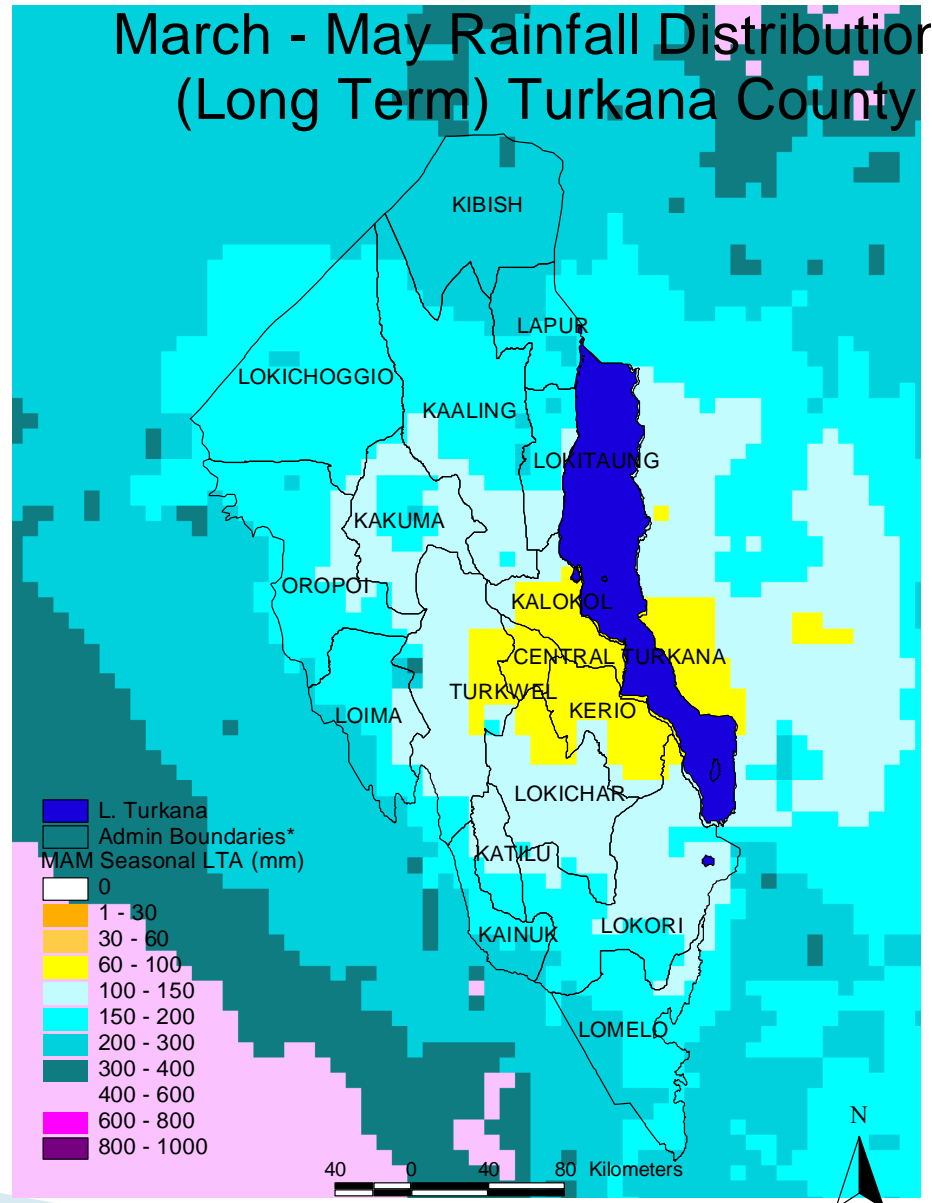 March - May Rainfall Distribution
(Long Term) Turkana County
KIBISH
LAPUR
LOKICHOGGIO
KAALING
LOKITAUNG
KAKUMA
OROPOI
KALOKOL
CENTRAL TURKANA
TURKWEL
KERIO
LOIMA
LOKICHAR
KATILU
LOKORI
KAINUK
LOMELO
L. Turkana
Admin Boundaries*
MAM Seasonal LTA (mm)
0
1 - 30
30 - 60
60 - 100
100 - 150
150 - 200
200 - 300
300 - 400
400 - 600
600 - 800
800 - 1000
N
40 0 40 80 Kilometers